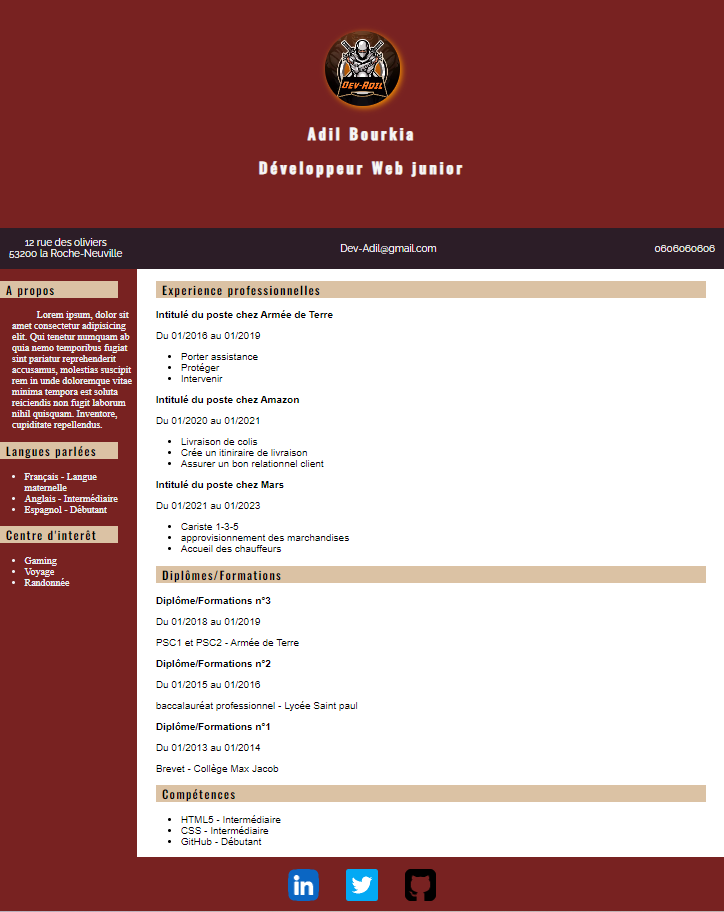 DEV-ADIL
Adil Bourkia
Développeur Web junior
12 rue des oliviers
53200 la Roche-Neuville
Dev-Adil@gmail.com
0606060606
A propos
Lorem ipsum, dolor sit
amet consectetur adipisicing
elit. Qui tenetur numquam ab
quia nemo temporibus fugiat
sint pariatur reprehenderit
accusamus, molestias suscipit
rem in unde doloremque vitae
minima tempora est soluta
reiciendis non fugit laborum
nihil quisquam. Inventore,
cupiditate repellendus.
Langues parlées
• Français - Langue
maternelle
• Anglais - Intermédiaire
• Espagnol - Débutant
Centre d'interêt
• Gaming
• Voyage
• Randonnée
Experience professionnelles
Intitulé du poste chez Armée de Terre
Du 01/2016 au 01/2019
• Porter assistance
• Protéger
• Intervenir
Intitulé du poste chez Amazon
Du 01/2020 au 01/2021
• Livraison de colis
• Crée un itiniraire de livraison
• Assurer un bon relationnel client
Intitulé du poste chez Mars
Du 01/2021 au 01/2023
• Cariste 1-3-5
• approvisionnement des marchandises
• Accueil des chauffeurs
Diplômes/Formations
Diplôme/Formations n°3
Du 01/2018 au 01/2019
PSC1 et PSC2 - Armée de Terre
Diplôme/Formations n°2
Du 01/2015 au 01/2016
baccalauréat professionnel - Lycée Saint paul
Diplôme/Formations n°1
Du 01/2013 au 01/2014
Brevet - Collège Max Jacob
Compétences
• HTML5 - Intermédiaire
• CSS - Intermédiaire
• GitHub - Débutant
in